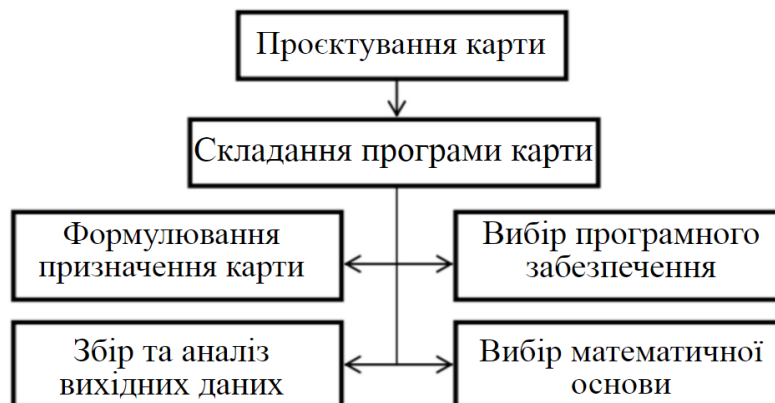 Проєктування карти
Складання програми карти
Формулювання
призначення карти
Вибір програмного
забезпечення
Збір та аналіз
вихідних даних
Вибір математичної
основи